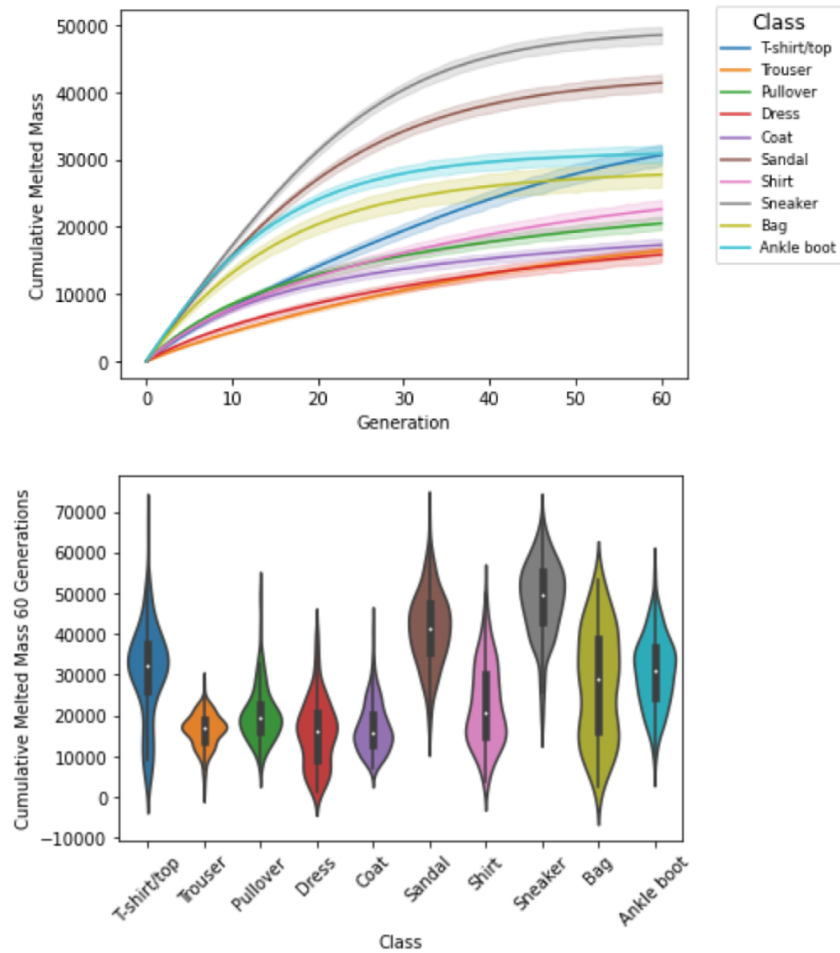 Class
T-shirt/top
Trouser
Pullover
Dress
Coat
Sandal
Shirt
Sneaker
Bag
Ankle boot
Cumulative Melted Mass
50000
40000
30000
20000
10000
0
0 10 20 30 40 50 60
Generation
Cumulative Melted Mass 60 Generations
70000
60000
50000
40000
30000
20000
10000
0
−10000
T-shirt/top Trouser Pullover Dress Coat Sandal Shirt Sneaker Bag Ankle boot
Class